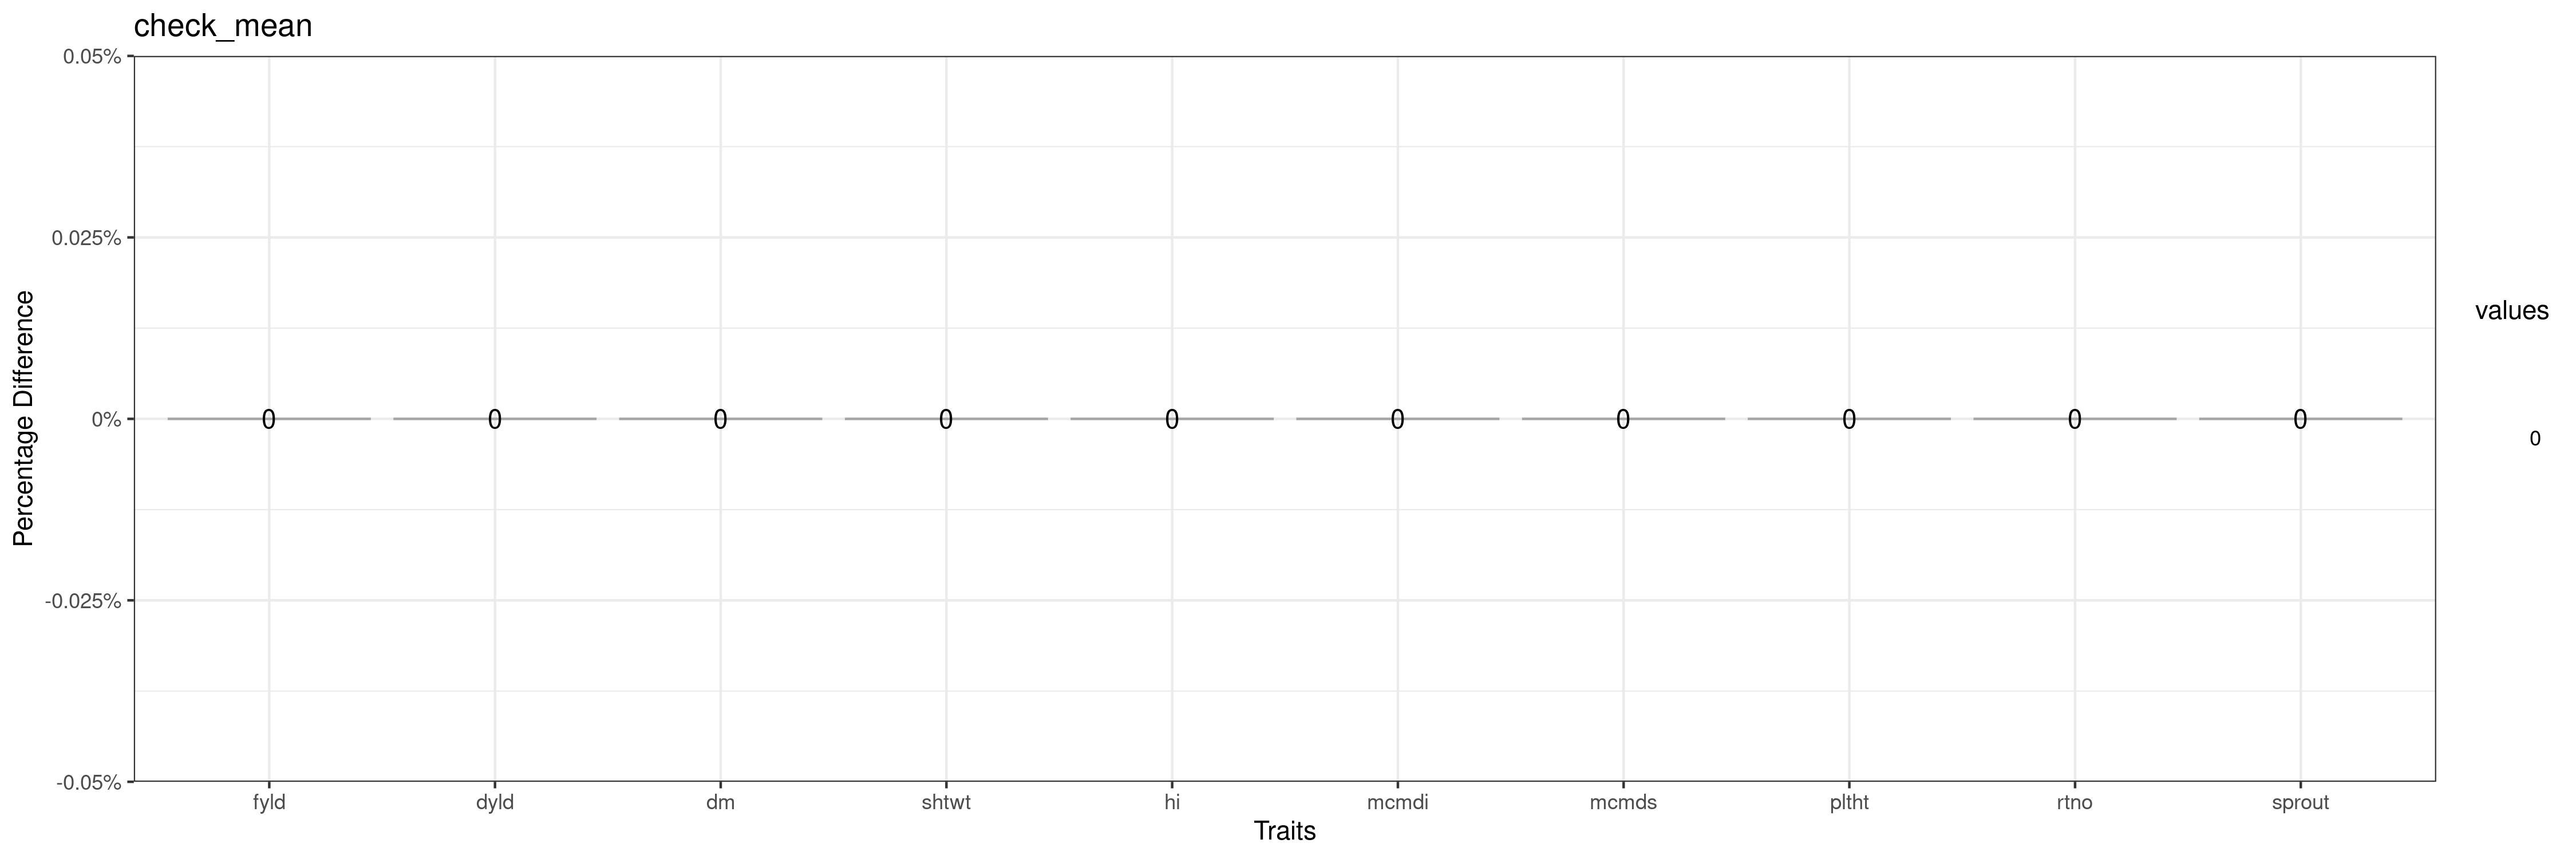 check_mean
0.05%
0.025%
0%
-0.025%
-0.05%
Percentage Difference
0 0 0 0 0 0 0 0 0 0
fyld dyld dm shtwt hi mcmdi mcmds pltht rtno sprout
Traits
values
0